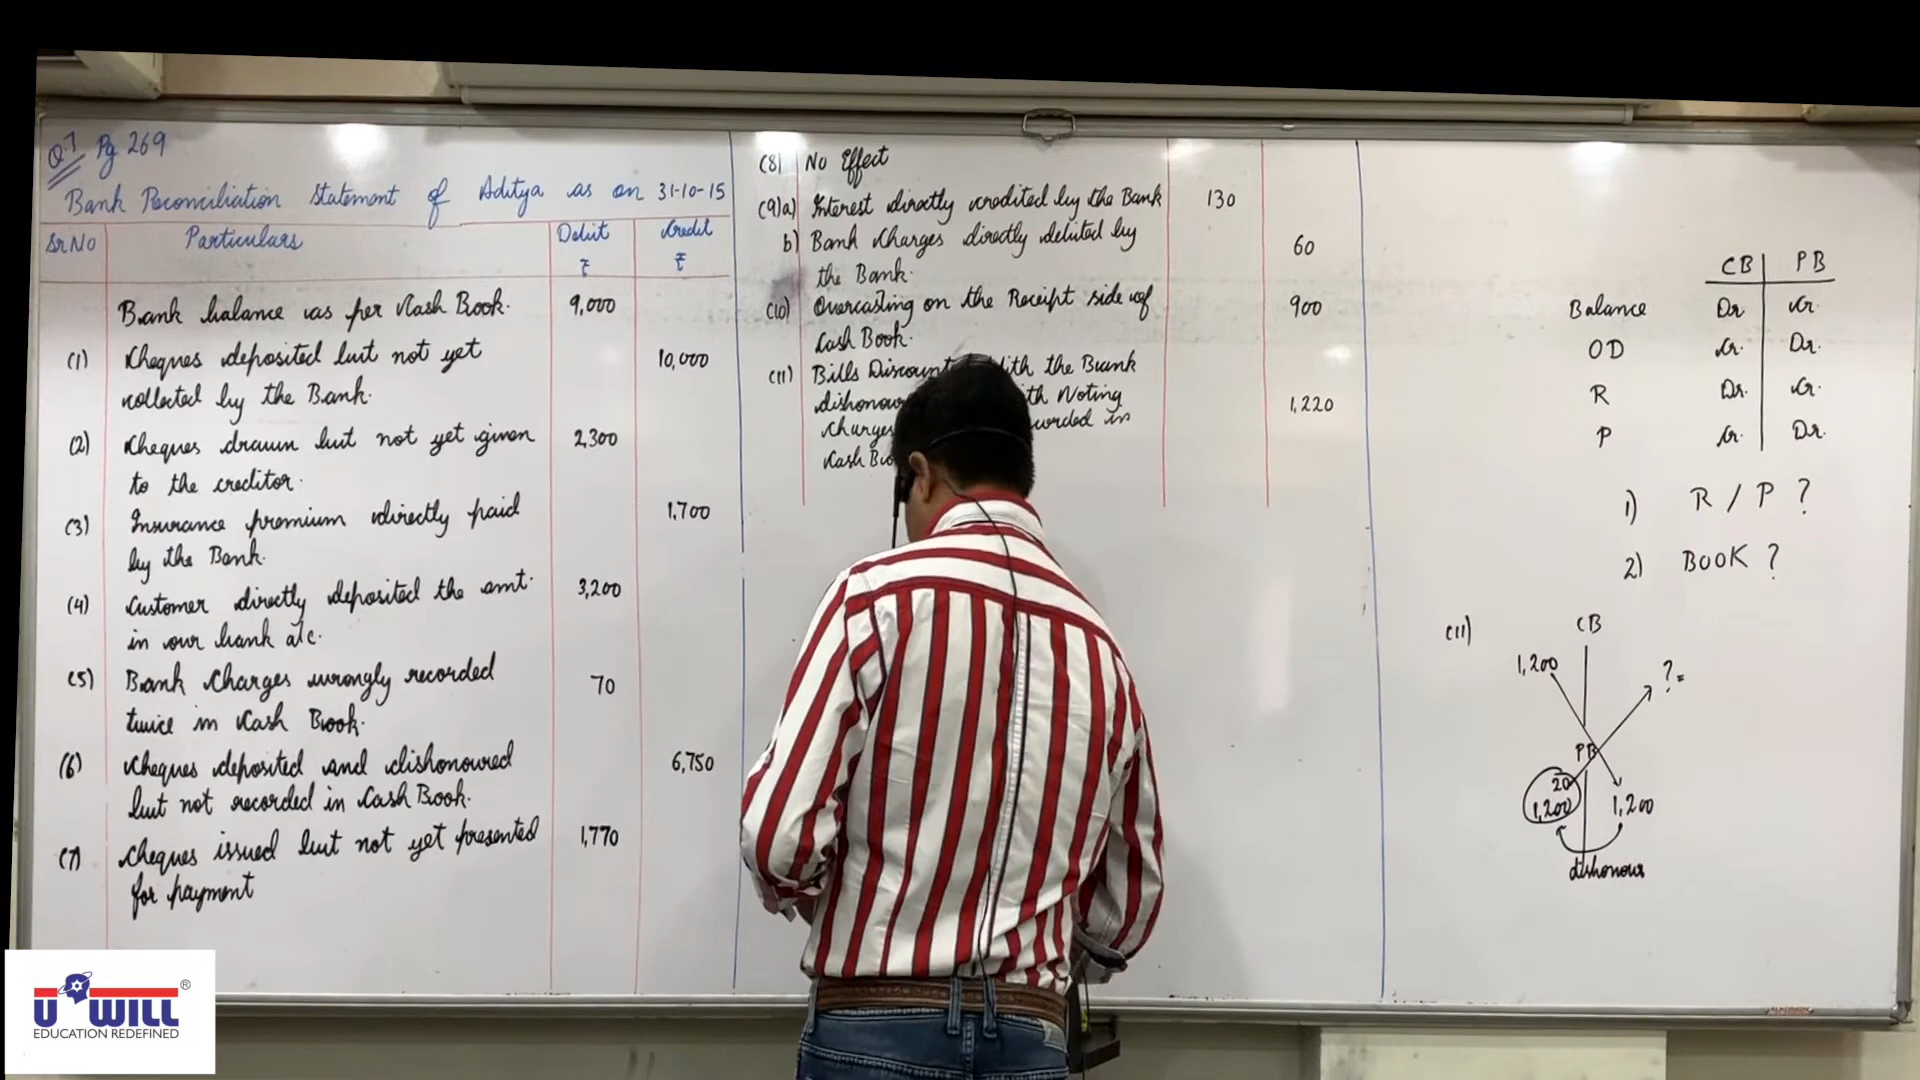 Q.7 Pg 269
Bank Reconciliation Statement of Aditya as on 31-10-15
Sr No Particulars Debit ₹ Credit ₹
Bank balance as per Cash Book. 9,000
(1) Cheques deposited but not yet 10,000
collected by the Bank.
(2) Cheques drawn but not yet given 2,300
to the creditor.
(3) Insurance premium directly paid 1,700
by the Bank.
(4) Customer directly deposited the amt. 3,200
in our bank a/c.
(5) Bank Charges wrongly recorded 70
twice in Cash Book.
(6) Cheques deposited and dishonoured 6,750
but not recorded in Cash Book.
(7) Cheques issued but not yet presented 1,770
for payment
(8) No Effect
(9) a) Interest directly credited by the Bank 130
b) Bank Charges directly debited by 60
the Bank.
(10) Overcasting on the Receipt side of 900
Cash Book.
(11) Bills the Bank
Noting 1,220
Charges in
Cash
CB PB
Balance Dr. Cr.
OD Cr. Dr.
R Dr. Cr.
P Cr. Dr.
1) R / P ?
2) BOOK ?
(11) CB
1,200 ?
PB
20
1,200 1,200
dishonour
U WILL ®
EDUCATION REDEFINED